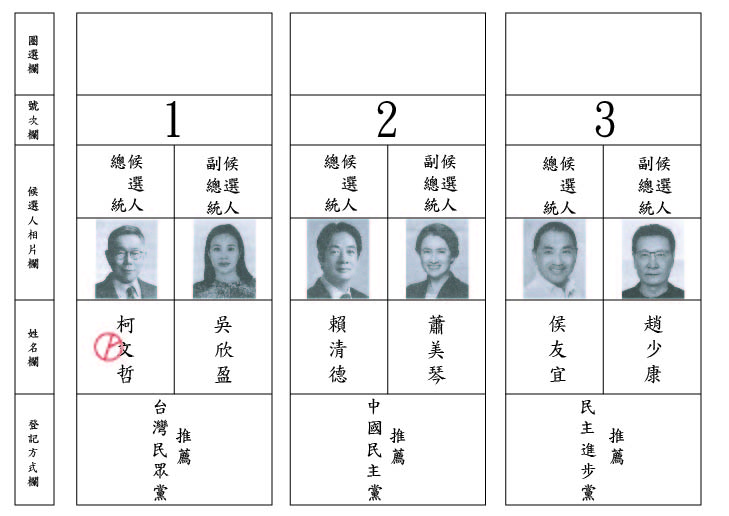 圈選欄
號次欄
1
2
3
候選人相片欄
總統
候選人
副總統
候選人
總統
候選人
副總統
候選人
總統
候選人
副總統
候選人
姓名欄
柯文哲
吳欣盈
賴清德
蕭美琴
侯友宜
趙少康
登記方式欄
台灣民眾黨
推薦
中國民主黨
推薦
民主進步黨
推薦